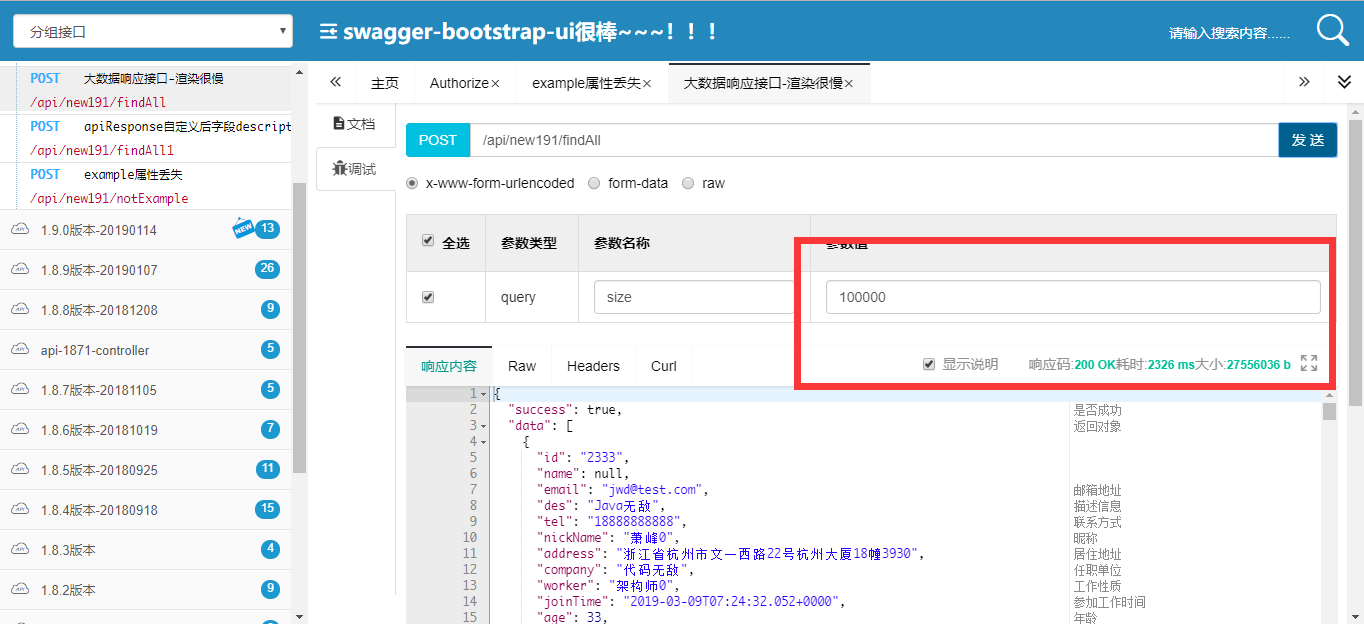 分组接口
swagger-bootstrap-ui很棒~~~！！！
请输入搜索内容......
POST 大数据响应接口-渲染很慢
/api/new191/findAll
POST apiResponse自定义后字段descript
/api/new191/findAll1
POST example属性丢失
/api/new191/notExample
1.9.0版本-20190114 NEW 13
1.8.9版本-20190107 26
1.8.8版本-20181208 9
api-1871-controller 5
1.8.7版本-20181105 5
1.8.6版本-20181019 7
1.8.5版本-20180925 11
1.8.4版本-20180918 15
1.8.3版本 4
1.8.2版本 9
主页 Authorize× example属性丢失× 大数据响应接口-渲染很慢×
文档
调试
POST /api/new191/findAll 发 送
x-www-form-urlencoded form-data raw
全选 参数类型 参数名称 参数值
query size 100000
响应内容 Raw Headers Curl 显示说明 响应码:200 OK耗时:2326 ms大小:27556036 b
1 {
2 "success": true, 是否成功
3 "data": [ 返回对象
4 {
5 "id": "2333",
6 "name": null,
7 "email": "jwd@test.com", 邮箱地址
8 "des": "Java无敌", 描述信息
9 "tel": "18888888888", 联系方式
10 "nickName": "萧峰0", 昵称
11 "address": "浙江省杭州市文一西路22号杭州大厦18幢3930", 居住地址
12 "company": "代码无敌", 任职单位
13 "worker": "架构师0", 工作性质
14 "joinTime": "2019-03-09T07:24:32.052+0000", 参加工作时间
15 "age": 33, 年龄